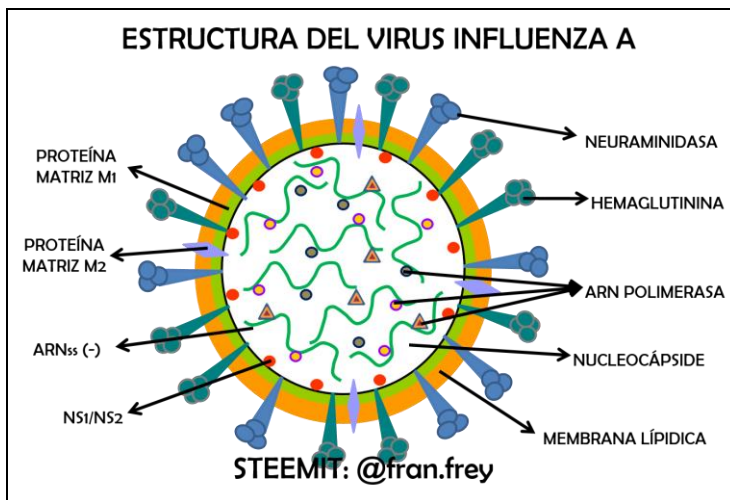 ESTRUCTURA DEL VIRUS INFLUENZA A
PROTEÍNA
MATRIZ M1
PROTEÍNA
MATRIZ M2
ARNss (-)
NS1/NS2
NEURAMINIDASA
HEMAGLUTININA
ARN POLIMERASA
NUCLEOCÁPSIDE
MEMBRANA LÍPIDICA
STEEMIT: @fran.frey